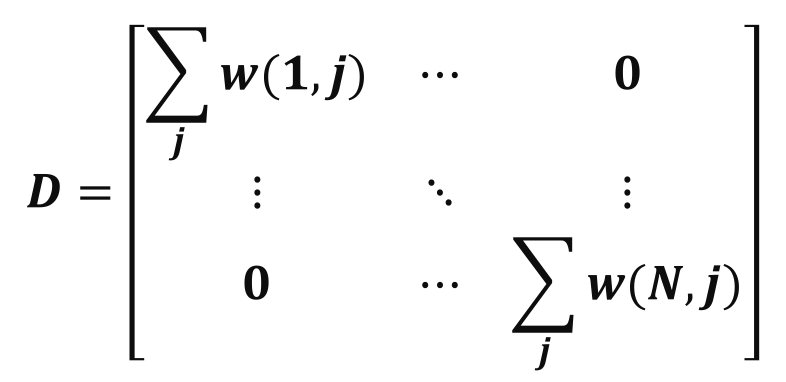 ∑_j w(1,j) ⋯ 0
D = ⋮ ⋱ ⋮
0 ⋯ ∑_j w(N,j)